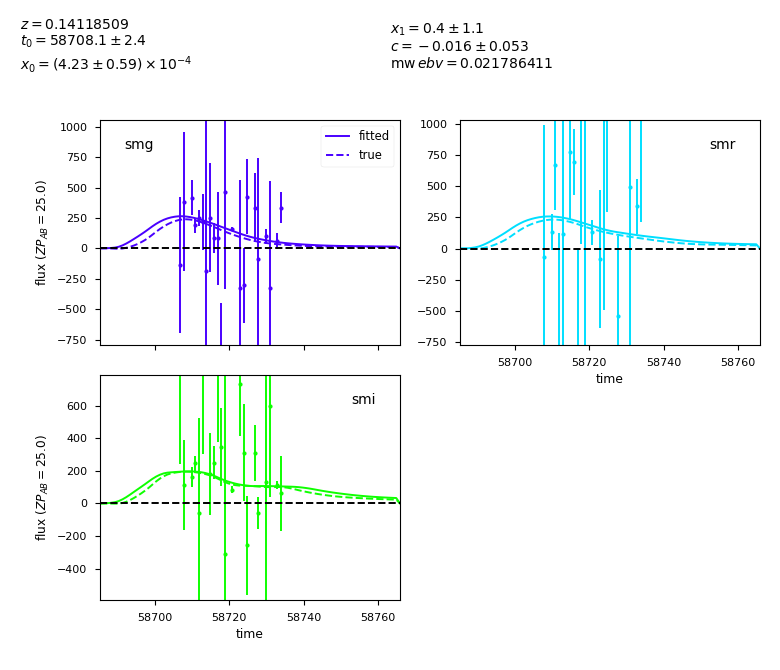 z = 0.14118509
t₀ = 58708.1 ± 2.4
x₀ = (4.23 ± 0.59) × 10⁻⁴
x₁ = 0.4 ± 1.1
c = −0.016 ± 0.053
mwebv = 0.021786411
smg
fitted
true
1000
750
500
250
0
−250
−500
−750
flux (ZP_AB = 25.0)
smr
1000
750
500
250
0
−250
−500
−750
58700 58720 58740 58760
time
smi
600
400
200
0
−200
−400
flux (ZP_AB = 25.0)
58700 58720 58740 58760
time